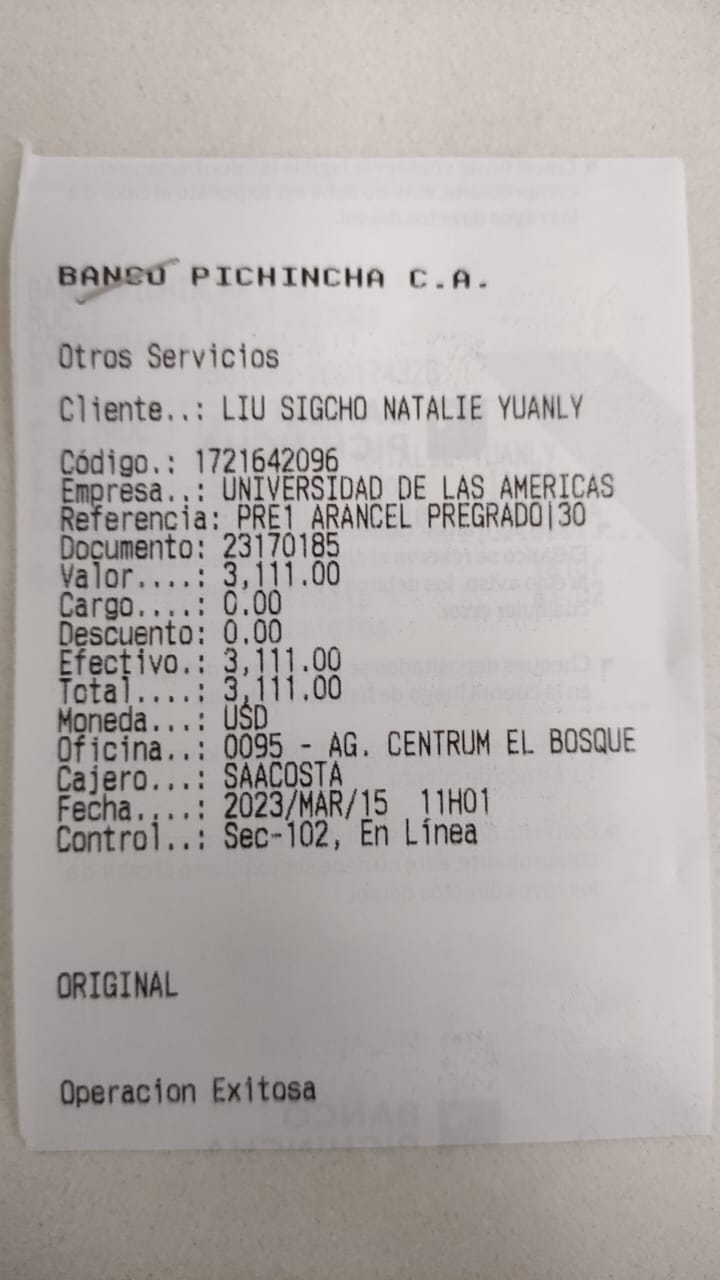 BANCO PICHINCHA C.A.
Otros Servicios
Cliente..: LIU SIGCHO NATALIE YUANLY
Código.: 1721642096
Empresa..: UNIVERSIDAD DE LAS AMERICAS
Referencia: PRE1 ARANCEL PREGRADO|30
Documento: 23170185
Valor....: 3,111.00
Cargo....: 0.00
Descuento: 0.00
Efectivo.: 3,111.00
Total....: 3,111.00
Moneda...: USD
Oficina..: 0095 - AG. CENTRUM EL BOSQUE
Cajero...: SAACOSTA
Fecha....: 2023/MAR/15  11H01
Control..: Sec-102, En Línea
ORIGINAL
Operacion Exitosa